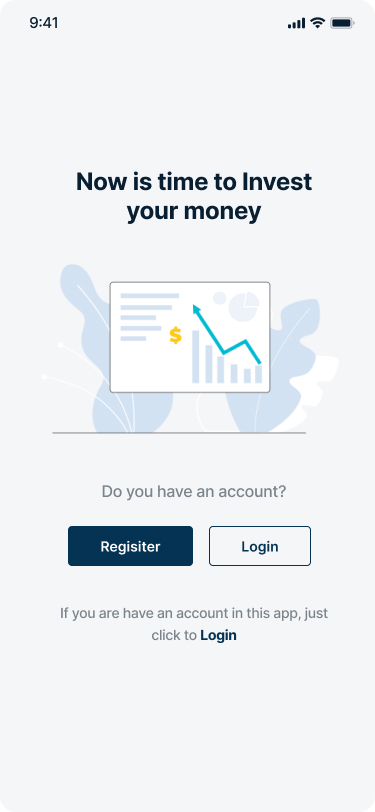 9:41
Now is time to Invest
your money
$
Do you have an account?
Regisiter
Login
If you are have an account in this app, just
click to Login